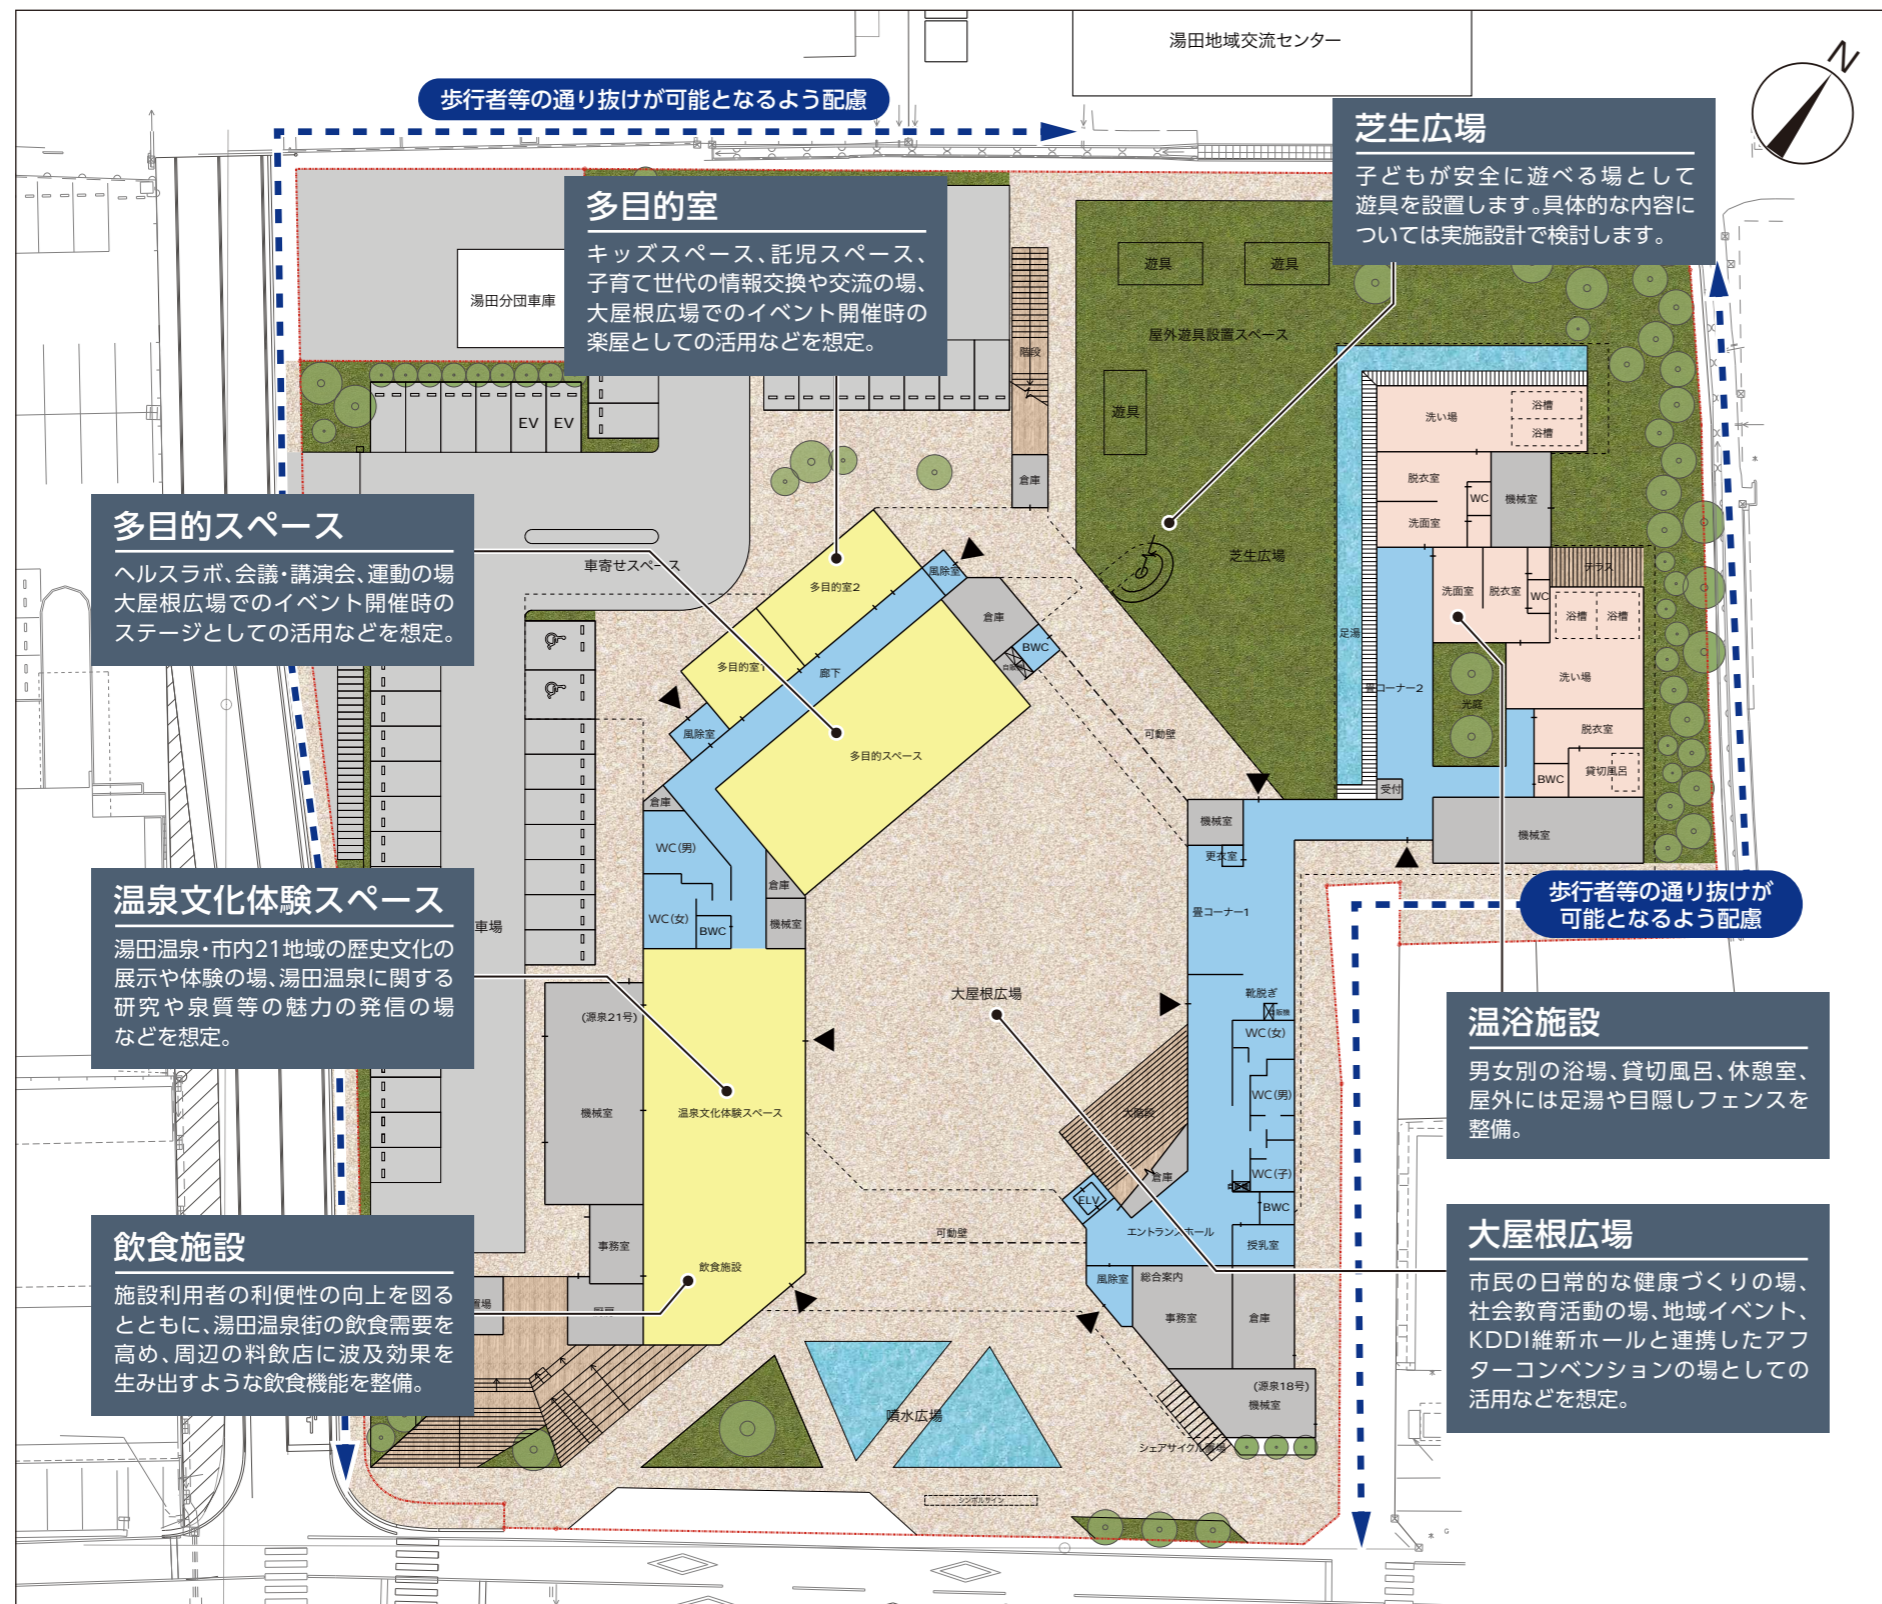 湯田地域交流センター
N
歩行者等の通り抜けが可能となるよう配慮
芝生広場
子どもが安全に遊べる場として
遊具を設置します。具体的な内容に
ついては実施設計で検討します。
多目的室
キッズスペース、託児スペース、
子育て世代の情報交換や交流の場、
大屋根広場でのイベント開催時の
楽屋としての活用などを想定。
湯田分団車庫
遊具
遊具
屋外遊具設置スペース
階段
遊具
EV
EV
倉庫
洗い場
浴槽
浴槽
脱衣室
WC
機械室
洗面室
多目的スペース
ヘルスラボ、会議・講演会、運動の場
大屋根広場でのイベント開催時の
ステージとしての活用などを想定。
車寄せスペース
芝生広場
風除室
多目的室2
テラス
洗面室
脱衣室
WC
浴槽
浴槽
倉庫
BWC
足湯
多目的室1
廊下
洗い場
畳コーナー2
光庭
風除室
可動壁
脱衣室
多目的スペース
BWC
貸切風呂
受付
倉庫
機械室
機械室
WC(男)
更衣室
倉庫
温泉文化体験スペース
湯田温泉・市内21地域の歴史文化の
展示や体験の場、湯田温泉に関する
研究や泉質等の魅力の発信の場
などを想定。
車場
WC(女)
BWC
機械室
畳コーナー1
歩行者等の通り抜けが
可能となるよう配慮
大屋根広場
靴脱ぎ
自販機
(源泉21号)
WC(女)
温浴施設
男女別の浴場、貸切風呂、休憩室、
屋外には足湯や目隠しフェンスを
整備。
機械室
温泉文化体験スペース
大階段
WC(男)
倉庫
WC(子)
ELV
BWC
可動壁
エントランスホール
授乳室
事務室
飲食施設
施設利用者の利便性の向上を図る
とともに、湯田温泉街の飲食需要を
高め、周辺の料飲店に波及効果を
生み出すような飲食機能を整備。
飲食施設
風除室
総合案内
大屋根広場
市民の日常的な健康づくりの場、
社会教育活動の場、地域イベント、
KDDI維新ホールと連携したアフ
ターコンベンションの場としての
活用などを想定。
置場
厨房
事務室
倉庫
(源泉18号)
機械室
噴水広場
シェアサイクル置場
シンボルサイン